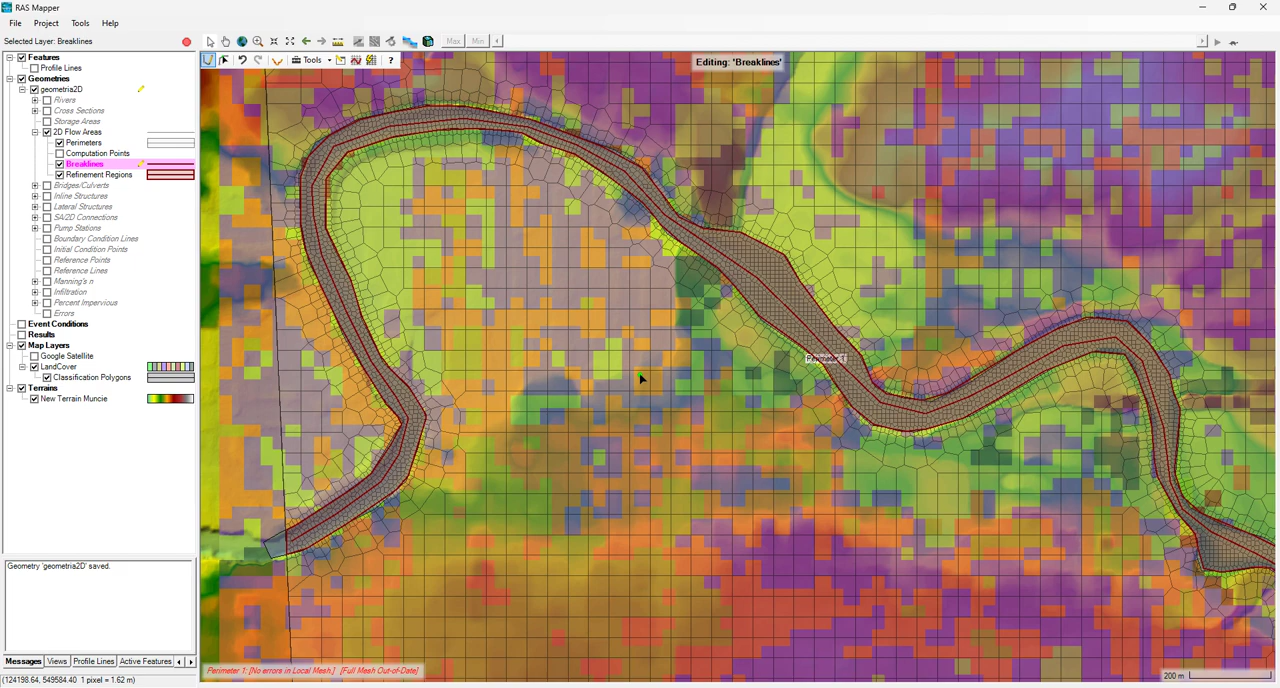 RAS Mapper
File Project Tools Help
Selected Layer: Breaklines
Max Min
Tools ?
Editing: 'Breaklines'
Features
Profile Lines
Geometries
geometria2D
Rivers
Cross Sections
Storage Areas
2D Flow Areas
Perimeters
Computation Points
Breaklines
Refinement Regions
Bridges/Culverts
Inline Structures
Lateral Structures
SA/2D Connections
Pump Stations
Boundary Condition Lines
Initial Condition Points
Reference Points
Reference Lines
Manning's n
Infiltration
Percent Impervious
Errors
Event Conditions
Results
Map Layers
Google Satellite
LandCover
Classification Polygons
Terrains
New Terrain Muncie
Perimeter 1
Geometry 'geometria2D' saved.
Messages Views Profile Lines Active Features
Perimeter 1: [No errors in Local Mesh.] [Full Mesh Out-of-Date]
200 m
(124198.64, 549584.40 1 pixel = 1.62 m)